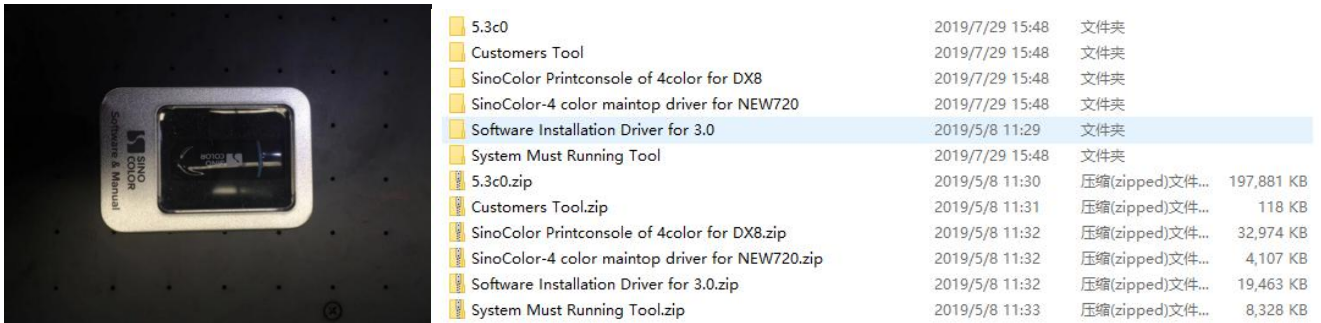 SINO
COLOR
Software & Manual
SINO
COLOR
5.3c0 2019/7/29 15:48 文件夹
Customers Tool 2019/7/29 15:48 文件夹
SinoColor Printconsole of 4color for DX8 2019/7/29 15:48 文件夹
SinoColor-4 color maintop driver for NEW720 2019/7/29 15:48 文件夹
Software Installation Driver for 3.0 2019/5/8 11:29 文件夹
System Must Running Tool 2019/7/29 15:48 文件夹
5.3c0.zip 2019/5/8 11:30 压缩(zipped)文件... 197,881 KB
Customers Tool.zip 2019/5/8 11:31 压缩(zipped)文件... 118 KB
SinoColor Printconsole of 4color for DX8.zip 2019/5/8 11:32 压缩(zipped)文件... 32,974 KB
SinoColor-4 color maintop driver for NEW720.zip 2019/5/8 11:32 压缩(zipped)文件... 4,107 KB
Software Installation Driver for 3.0.zip 2019/5/8 11:32 压缩(zipped)文件... 19,463 KB
System Must Running Tool.zip 2019/5/8 11:33 压缩(zipped)文件... 8,328 KB